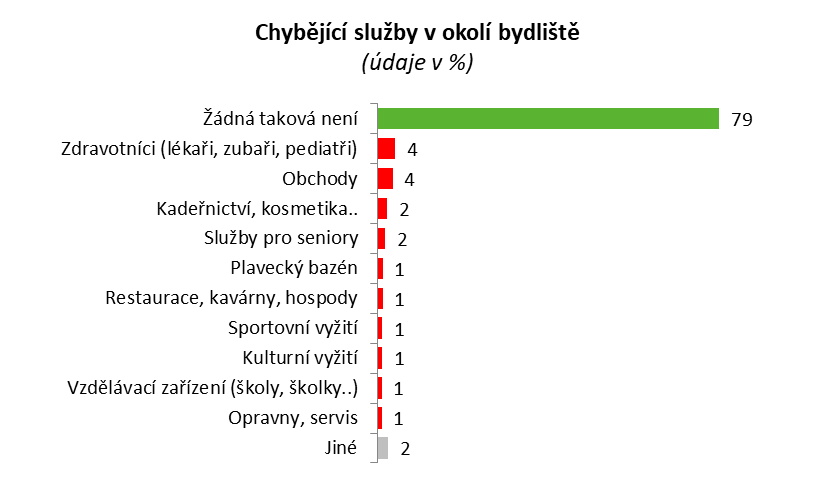 Chybějící služby v okolí bydliště
(údaje v %)
Žádná taková není 79
Zdravotníci (lékaři, zubaři, pediatři) 4
Obchody 4
Kadeřnictví, kosmetika.. 2
Služby pro seniory 2
Plavecký bazén 1
Restaurace, kavárny, hospody 1
Sportovní vyžití 1
Kulturní vyžití 1
Vzdělávací zařízení (školy, školky..) 1
Opravny, servis 1
Jiné 2